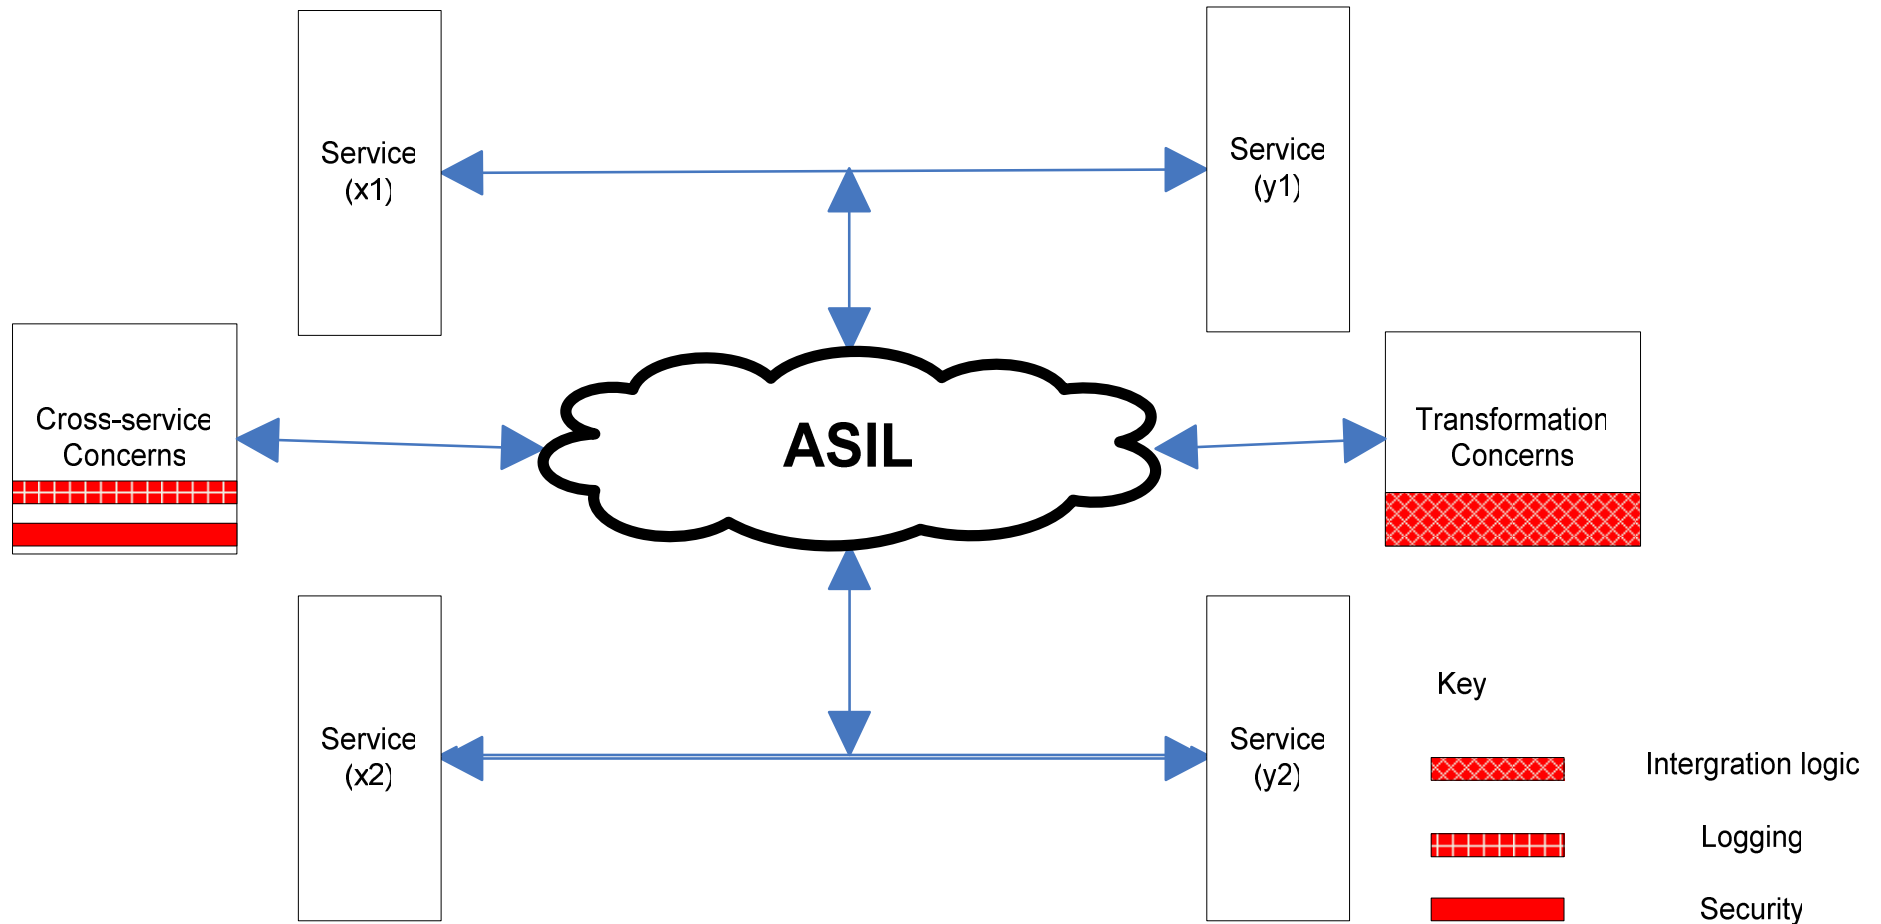 Service
(x1)
Service
(y1)
Cross-service
Concerns
ASIL
Transformation
Concerns
Service
(x2)
Service
(y2)
Key
Intergration logic
Logging
Security